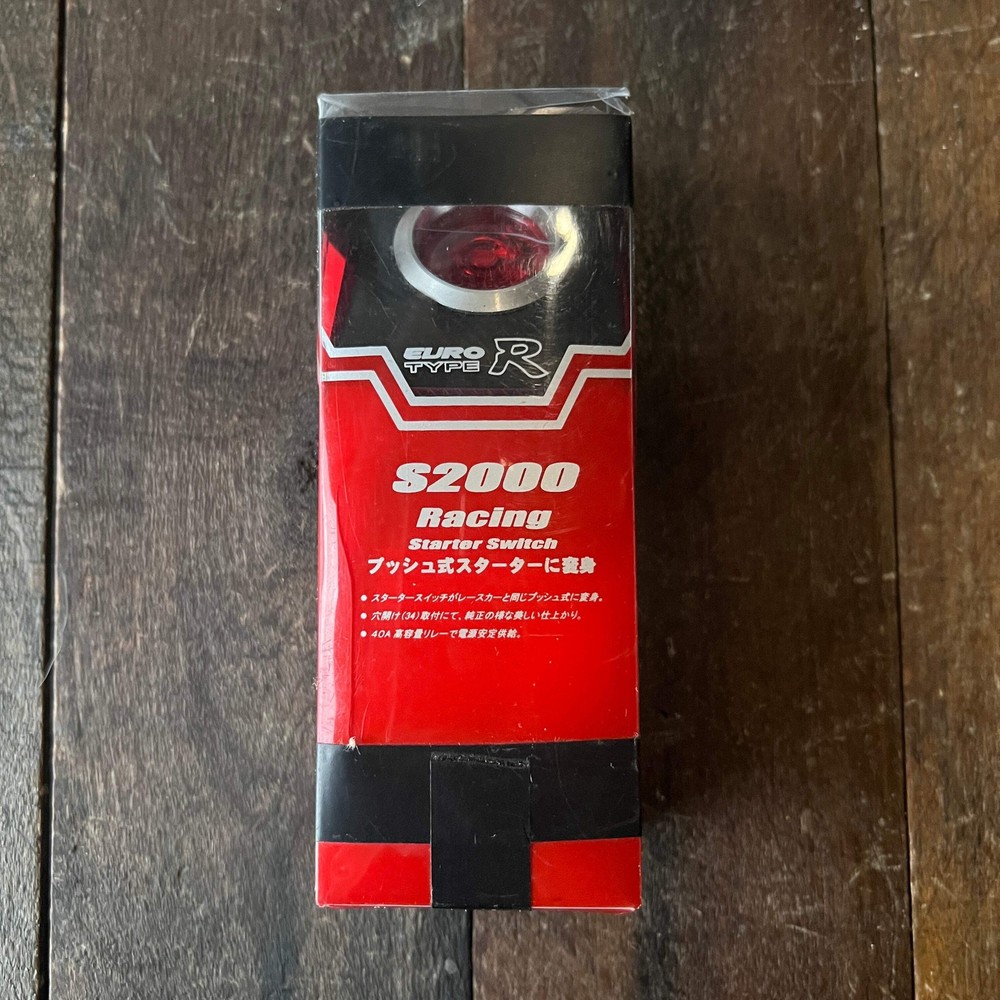 EURO
TYPE R
S2000
Racing
Starter Switch
プッシュ式スターターに変身
● スタータースイッチがレースカーと同じプッシュ式に変身。
● 穴開け(34)取付にて、純正の様な美しい仕上かり。
● 40A 高容量リレーで電源安定供給。